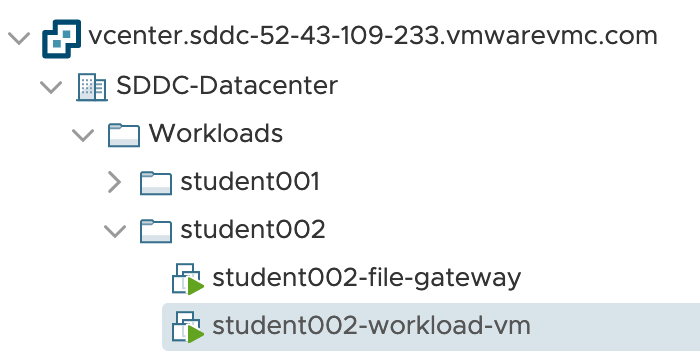 vcenter.sddc-52-43-109-233.vmwarevmc.com
SDDC-Datacenter
Workloads
student001
student002
student002-file-gateway
student002-workload-vm